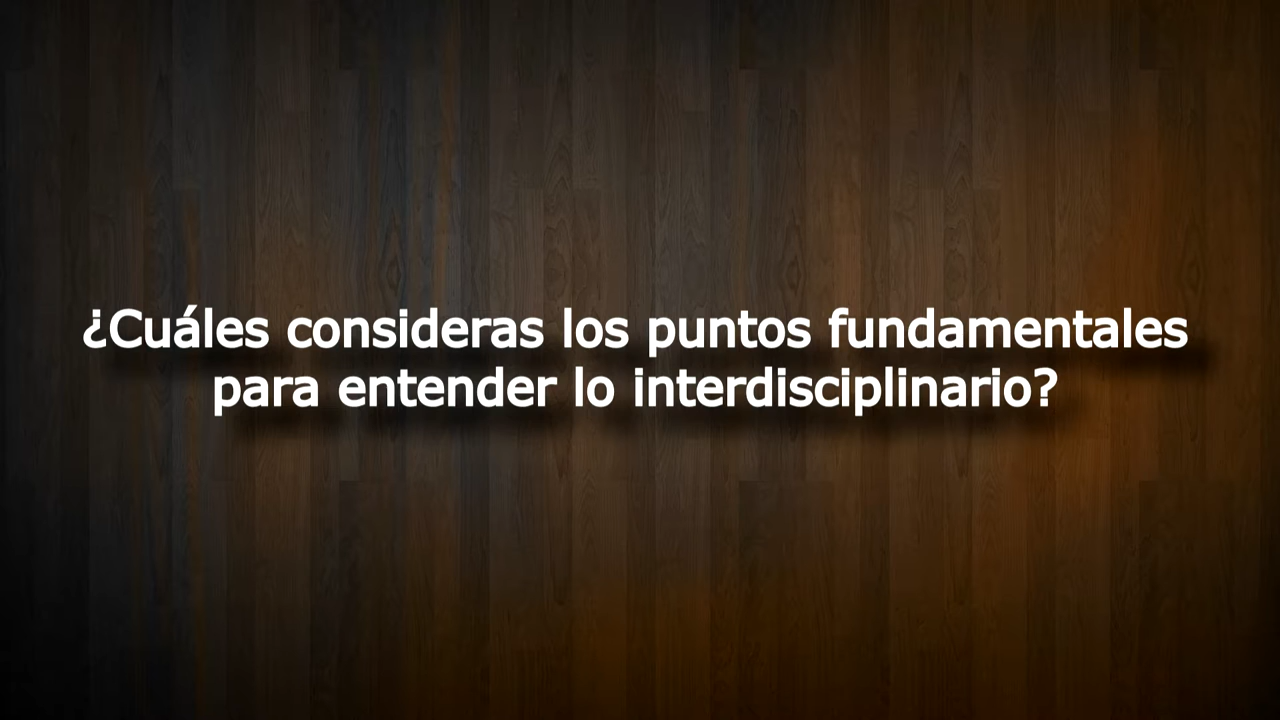 ¿Cuáles consideras los puntos fundamentales
para entender lo interdisciplinario?